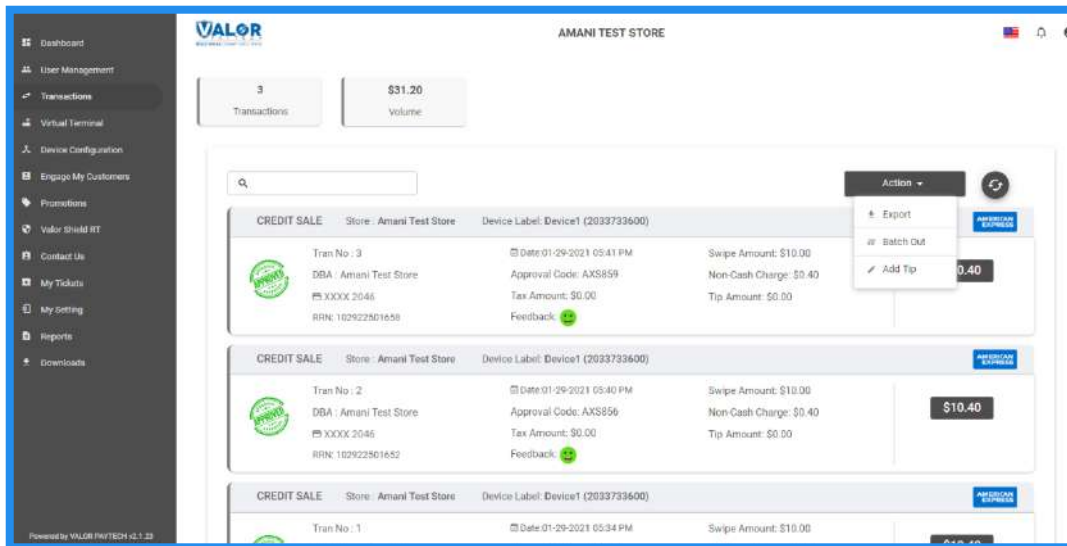 VALOR
AMANI TEST STORE
Dashboard
User Management
Transactions
Virtual Terminal
Device Configuration
Engage My Customers
Promotions
Valor Shield RT
Contact Us
My Tickets
My Setting
Reports
Downloads
Powered by VALOR PAYTECH v2.1.23
3
Transactions
$31.20
Volume
Action
Export
Batch Out
Add Tip
CREDIT SALE Store : Amani Test Store Device Label: Device1 (2033733600) AMERICAN EXPRESS
Tran No : 3 Date:01-29-2021 05:41 PM Swipe Amount: $10.00
DBA : Amani Test Store Approval Code: AXS859 Non-Cash Charge: $0.40 0.40
XXXX 2046 Tax Amount: $0.00 Tip Amount: $0.00
RRN: 102922501658 Feedback:
APPROVED
CREDIT SALE Store : Amani Test Store Device Label: Device1 (2033733600) AMERICAN EXPRESS
Tran No : 2 Date:01-29-2021 05:40 PM Swipe Amount: $10.00
DBA : Amani Test Store Approval Code: AXS856 Non-Cash Charge: $0.40 $10.40
XXXX 2046 Tax Amount: $0.00 Tip Amount: $0.00
RRN: 102922501652 Feedback:
APPROVED
CREDIT SALE Store : Amani Test Store Device Label: Device1 (2033733600) AMERICAN EXPRESS
Tran No : 1 Date:01-29-2021 05:34 PM Swipe Amount: $10.00
$10.40